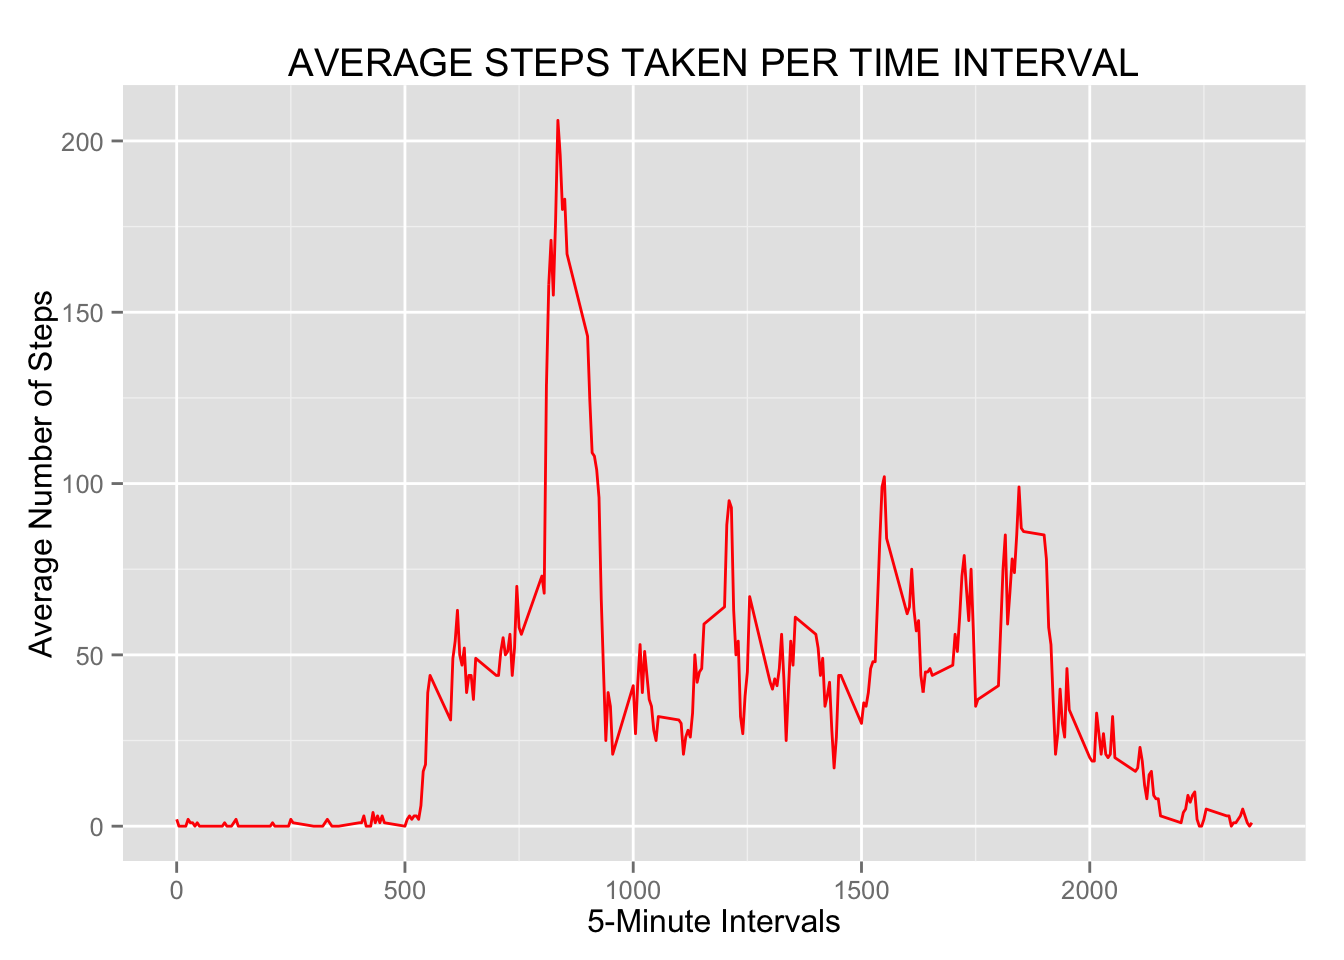 AVERAGE STEPS TAKEN PER TIME INTERVAL
Average Number of Steps
200
150
100
50
0
0 500 1000 1500 2000
5-Minute Intervals